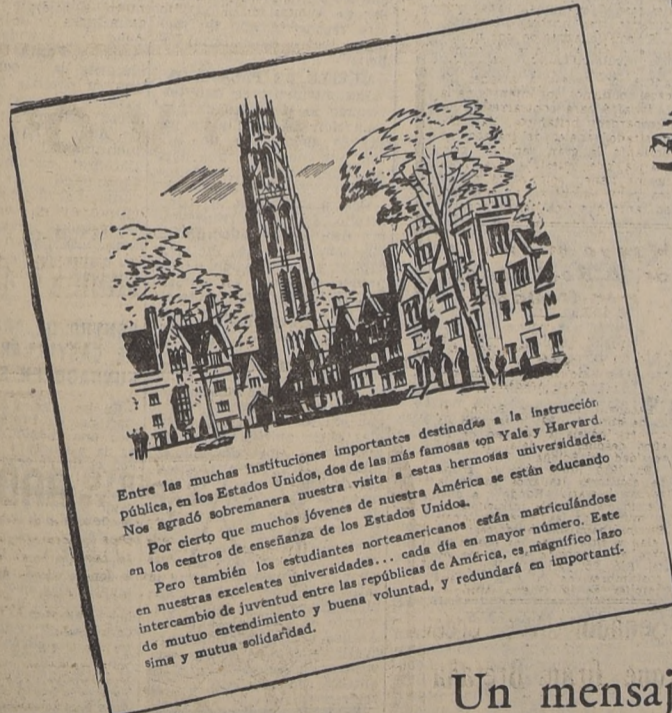 Entre las muchas instituciones importantes destinadas a la instrucción
pública, en los Estados Unidos, dos de las más famosas son Yale y Harvard.
Nos agradó sobremanera nuestra visita a estas hermosas universidades.
Por cierto que muchos jóvenes de nuestra América se están educando
en los centros de enseñanza de los Estados Unidos.
Pero también los estudiantes norteamericanos están matriculándose
en nuestras excelentes universidades... cada día en mayor número. Este
intercambio de juventud entre las repúblicas de América, es magnífico lazo
de mutuo entendimiento y buena voluntad, y redundará en importantí-
sima y mutua solidaridad.
Un mensaj